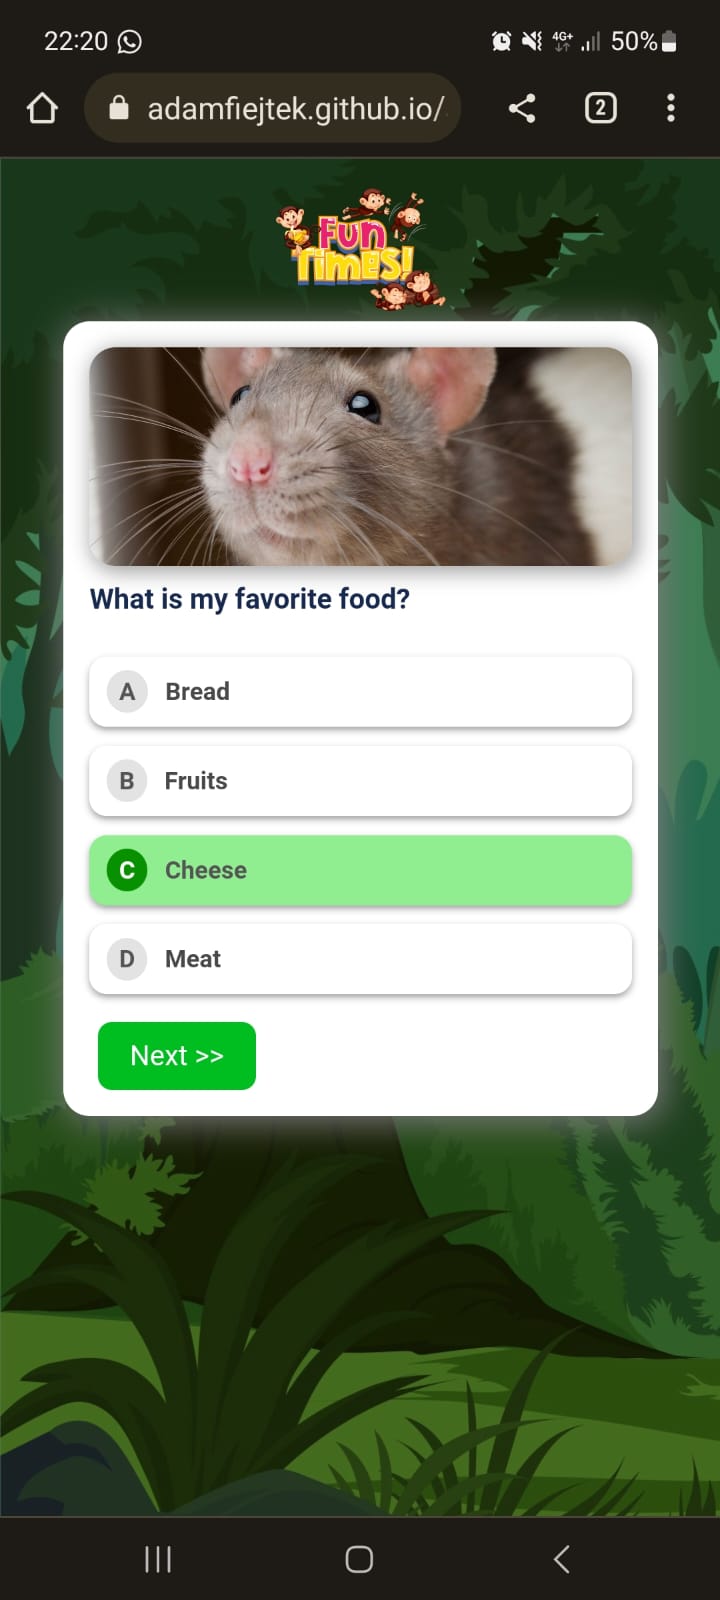 22:20
4G+
50%
adamfiejtek.github.io/
2
FUN
TIMES!
What is my favorite food?
A Bread
B Fruits
C Cheese
D Meat
Next >>